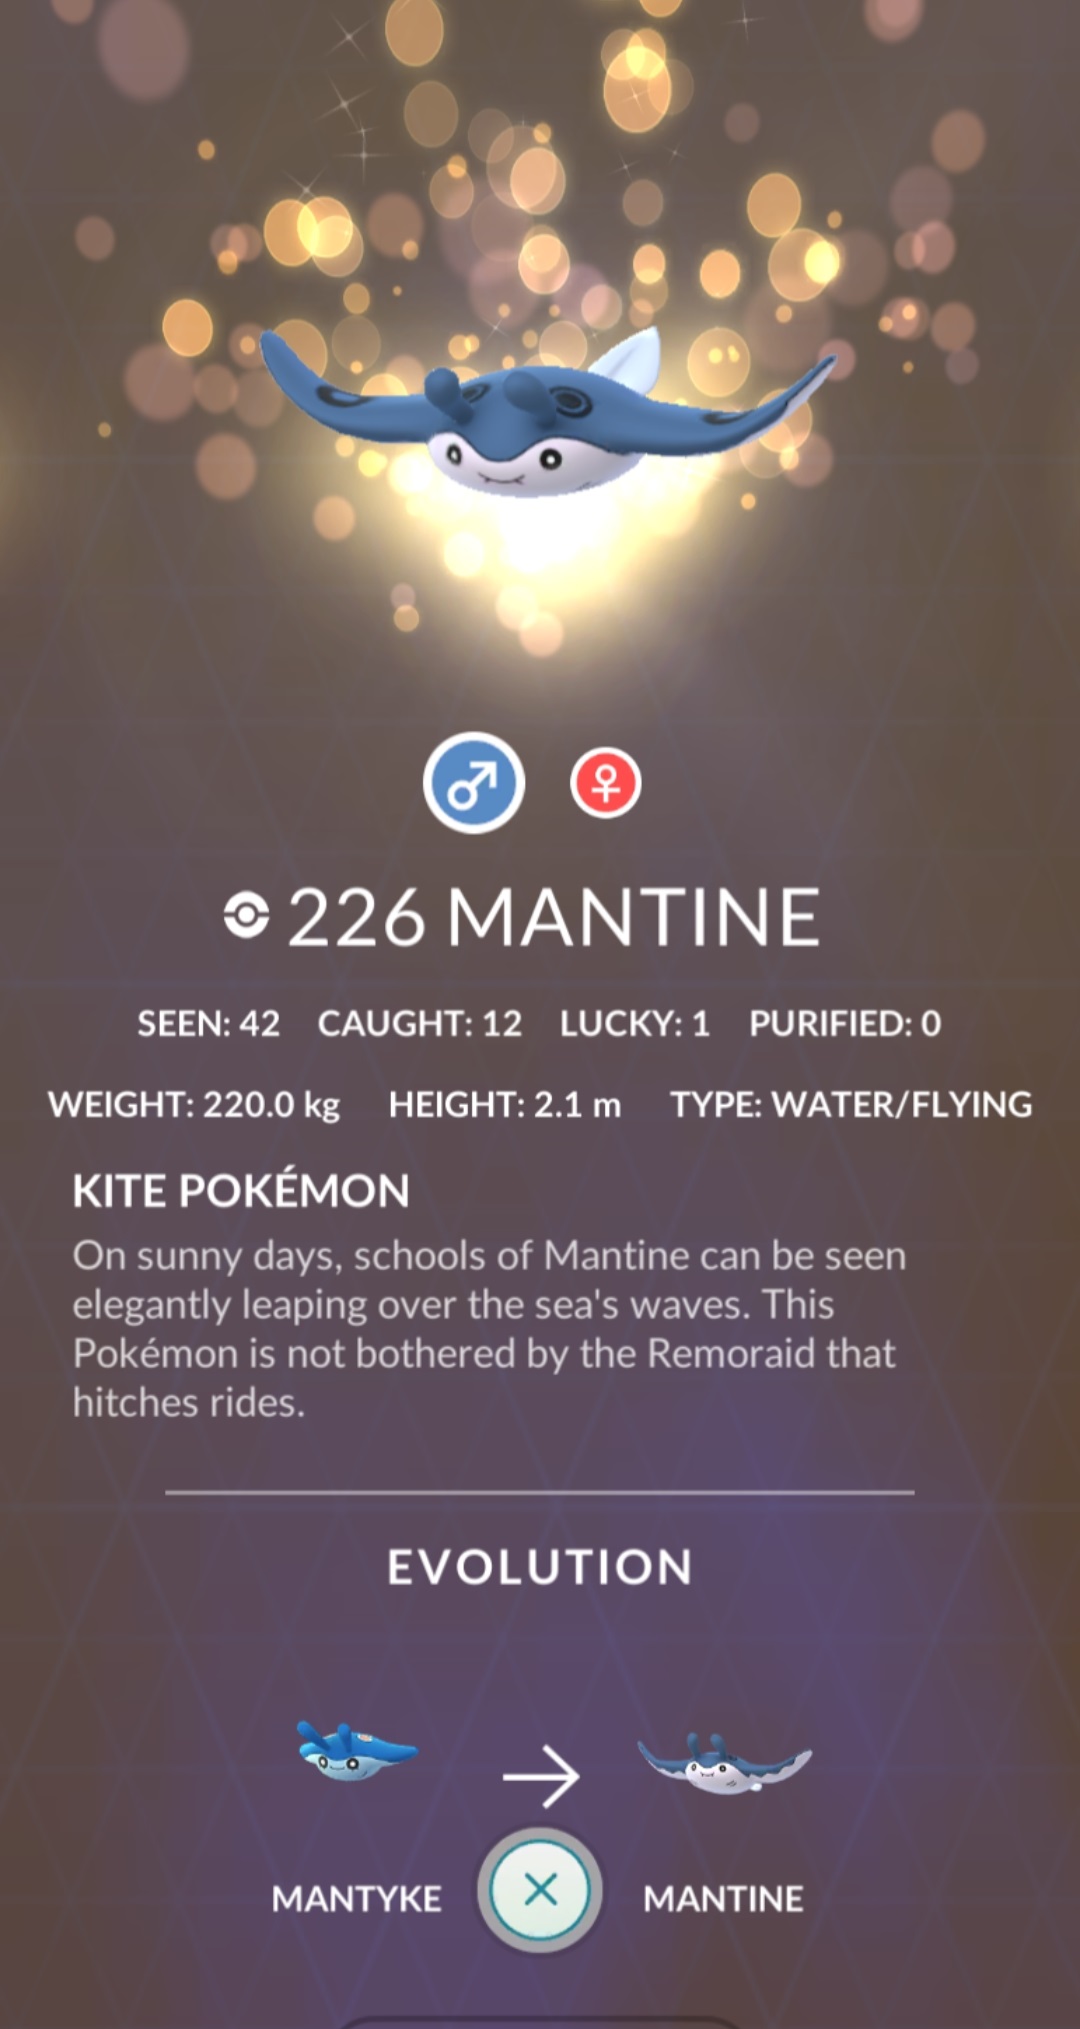 226 MANTINE
SEEN: 42 CAUGHT: 12 LUCKY: 1 PURIFIED: 0
WEIGHT: 220.0 kg HEIGHT: 2.1 m TYPE: WATER/FLYING
KITE POKÉMON
On sunny days, schools of Mantine can be seen
elegantly leaping over the sea's waves. This
Pokémon is not bothered by the Remoraid that
hitches rides.
EVOLUTION
MANTYKE MANTINE